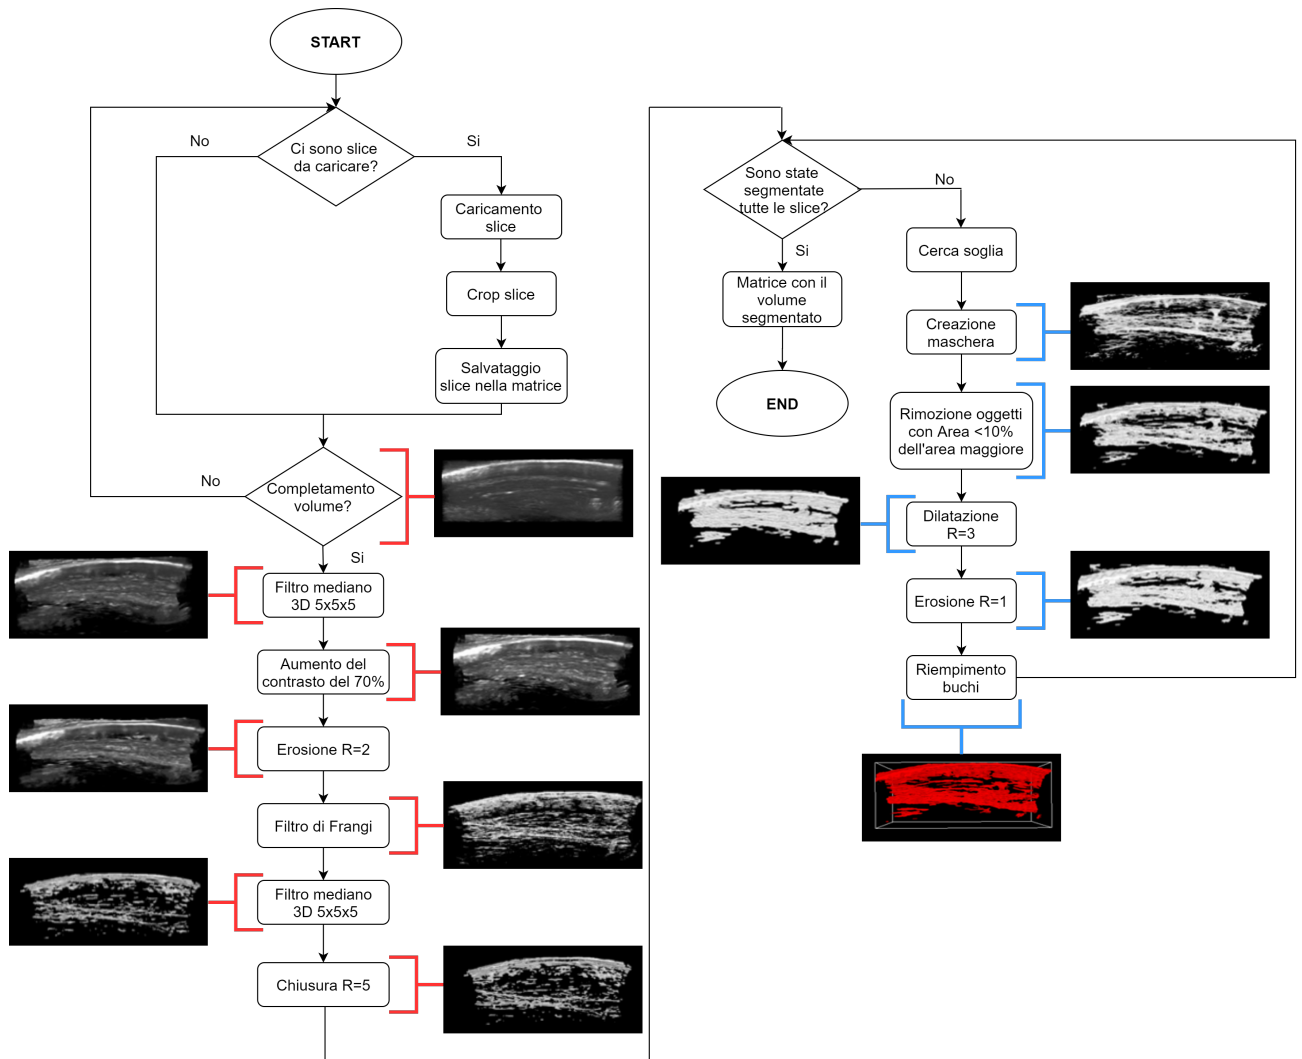 START
Ci sono slice
da caricare?
No
Si
Caricamento
slice
Crop slice
Salvataggio
slice nella matrice
Completamento
volume?
No
Si
Filtro mediano
3D 5x5x5
Aumento del
contrasto del 70%
Erosione R=2
Filtro di Frangi
Filtro mediano
3D 5x5x5
Chiusura R=5
Sono state
segmentate
tutte le slice?
No
Si
Matrice con il
volume
segmentato
END
Cerca soglia
Creazione
maschera
Rimozione oggetti
con Area <10%
dell'area maggiore
Dilatazione
R=3
Erosione R=1
Riempimento
buchi